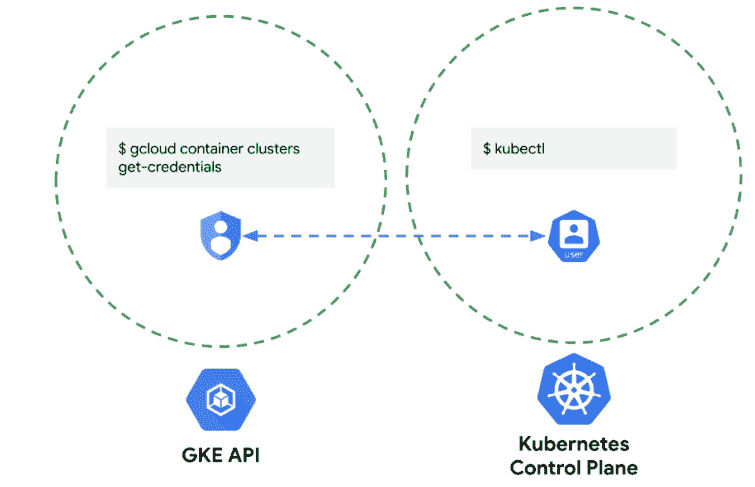 $ gcloud container clusters
get-credentials
$ kubectl
user
GKE API
Kubernetes
Control Plane